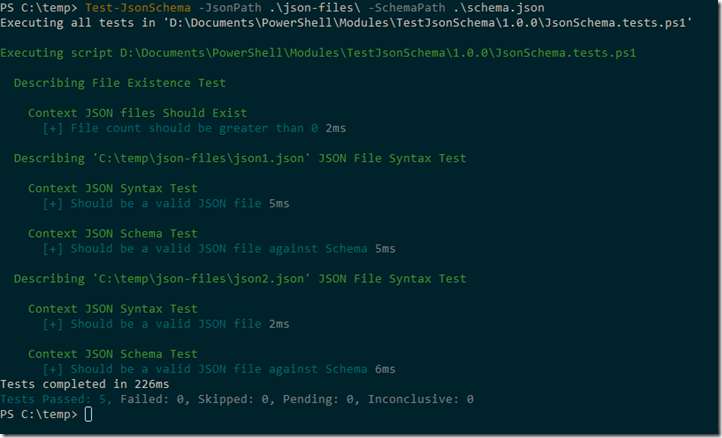 PS C:\temp> Test-JsonSchema -JsonPath .\json-files\ -SchemaPath .\schema.json
Executing all tests in 'D:\Documents\PowerShell\Modules\TestJsonSchema\1.0.0\JsonSchema.tests.ps1'
Executing script D:\Documents\PowerShell\Modules\TestJsonSchema\1.0.0\JsonSchema.tests.ps1
Describing File Existence Test
Context JSON files Should Exist
[+] File count should be greater than 0 2ms
Describing 'C:\temp\json-files\json1.json' JSON File Syntax Test
Context JSON Syntax Test
[+] Should be a valid JSON file 5ms
Context JSON Schema Test
[+] Should be a valid JSON file against Schema 5ms
Describing 'C:\temp\json-files\json2.json' JSON File Syntax Test
Context JSON Syntax Test
[+] Should be a valid JSON file 2ms
Context JSON Schema Test
[+] Should be a valid JSON file against Schema 6ms
Tests completed in 226ms
Tests Passed: 5, Failed: 0, Skipped: 0, Pending: 0, Inconclusive: 0
PS C:\temp>